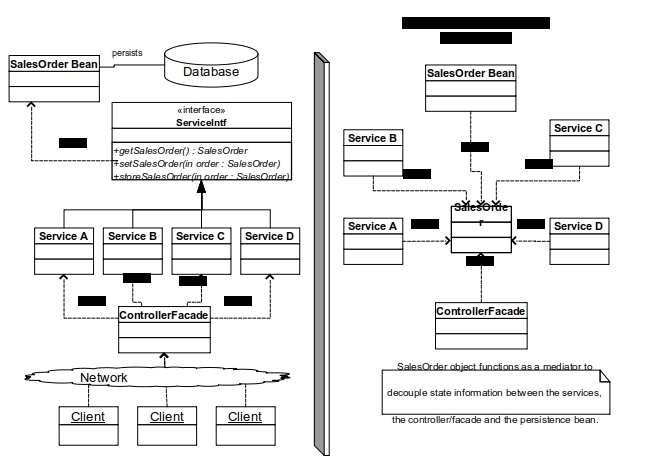 persists
SalesOrder Bean
Database
«interface»
ServiceIntf
+getSalesOrder() : SalesOrder
+setSalesOrder(in order : SalesOrder)
+storeSalesOrder(in order : SalesOrder)
Service A
Service B
Service C
Service D
ControllerFacade
Network
Client
Client
Client
SalesOrder Bean
Service B
Service C
SalesOrde
r
Service A
Service D
ControllerFacade
SalesOrder object functions as a mediator to
decouple state information between the services,
the controller/facade and the persistence bean.